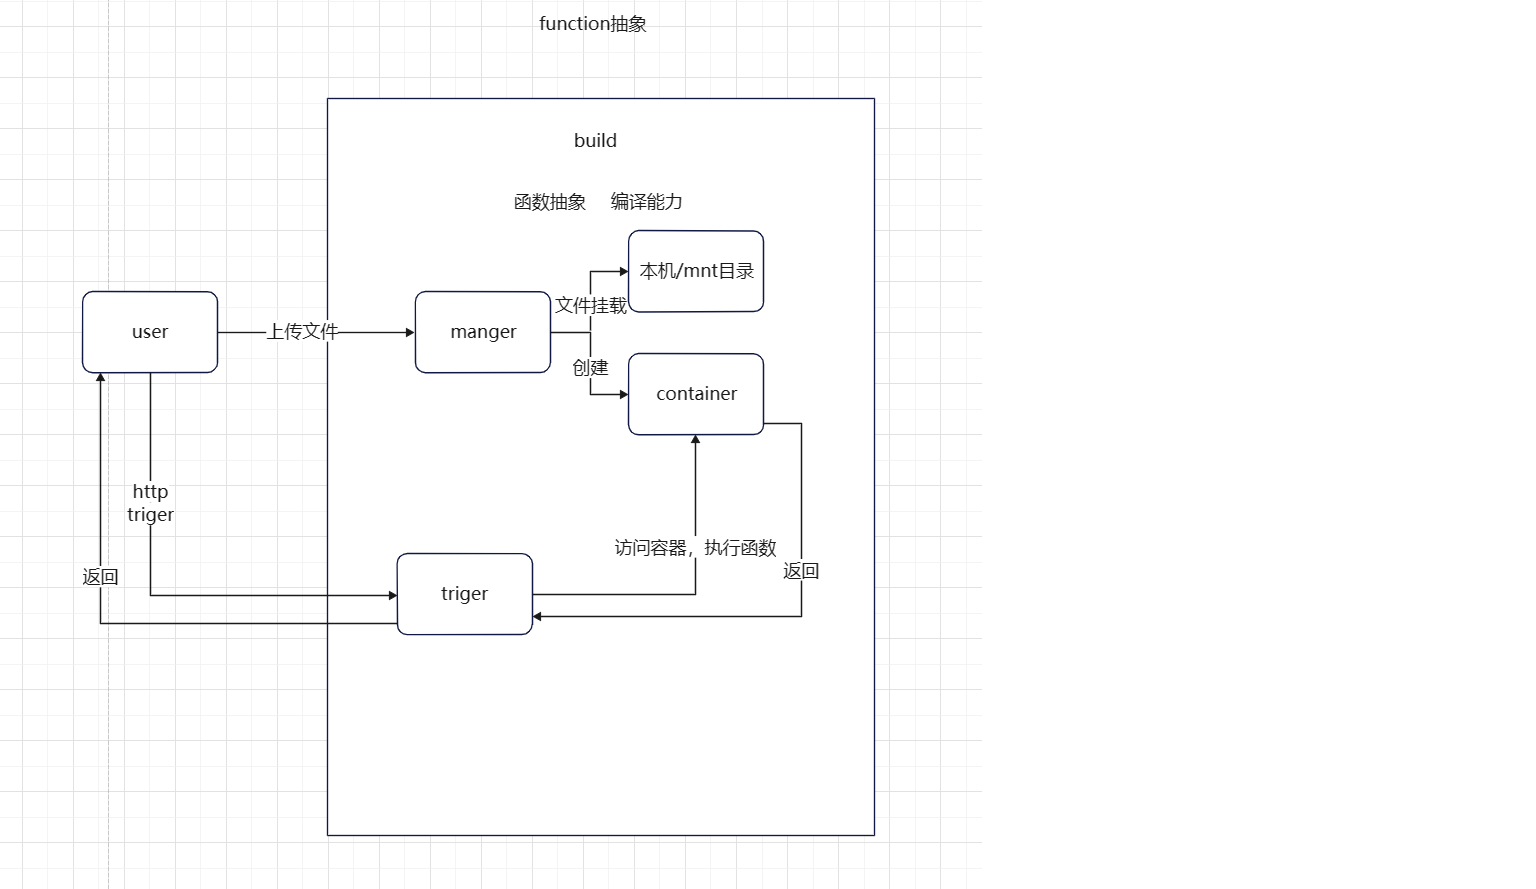 function抽象
build
函数抽象 编译能力
本机/mnt目录
文件挂载
user
上传文件
manger
创建
container
http
triger
访问容器，执行函数
返回
返回
triger